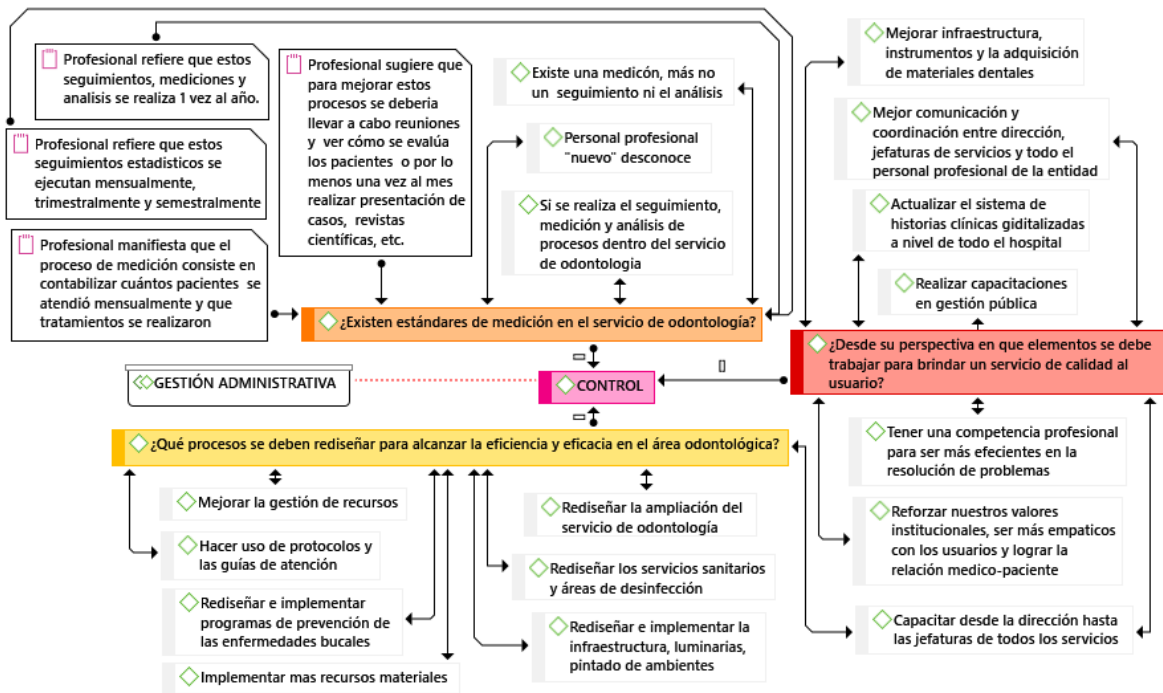 Profesional refiere que estos
seguimientos, mediciones y
analisis se realiza 1 vez al año.
Profesional refiere que estos
seguimientos estadisticos se
ejecutan mensualmente,
trimestralmente y semestralmente
Profesional manifiesta que el
proceso de medición consiste en
contabilizar cuántos pacientes se
atendió mensualmente y que
tratamientos se realizaron
Profesional sugiere que
para mejorar estos
procesos se deberia
llevar a cabo reuniones
y ver cómo se evalúa
los pacientes o por lo
menos una vez al mes
realizar presentación de
casos, revistas
científicas, etc.
Existe una medicón, más no
un seguimiento ni el análisis
Personal profesional
"nuevo" desconoce
Si se realiza el seguimiento,
medición y análisis de
procesos dentro del servicio
de odontologia
Mejorar infraestructura,
instrumentos y la adquisición
de materiales dentales
Mejor comunicación y
coordinación entre dirección,
jefaturas de servicios y todo el
personal profesional de la entidad
Actualizar el sistema de
historias clínicas giditalizadas
a nivel de todo el hospital
Realizar capacitaciones
en gestión pública
¿Existen estándares de medición en el servicio de odontología?
¿Desde su perspectiva en que elementos se debe
trabajar para brindar un servicio de calidad al
usuario?
GESTIÓN ADMINISTRATIVA
CONTROL
¿Qué procesos se deben rediseñar para alcanzar la eficiencia y eficacia en el área odontológica?
Mejorar la gestión de recursos
Hacer uso de protocolos y
las guías de atención
Rediseñar e implementar
programas de prevención de
las enfermedades bucales
Implementar mas recursos materiales
Rediseñar la ampliación del
servicio de odontología
Rediseñar los servicios sanitarios
y áreas de desinfección
Rediseñar e implementar la
infraestructura, luminarias,
pintado de ambientes
Tener una competencia profesional
para ser más efecientes en la
resolución de problemas
Reforzar nuestros valores
institucionales, ser más empaticos
con los usuarios y lograr la
relación medico-paciente
Capacitar desde la dirección hasta
las jefaturas de todos los servicios